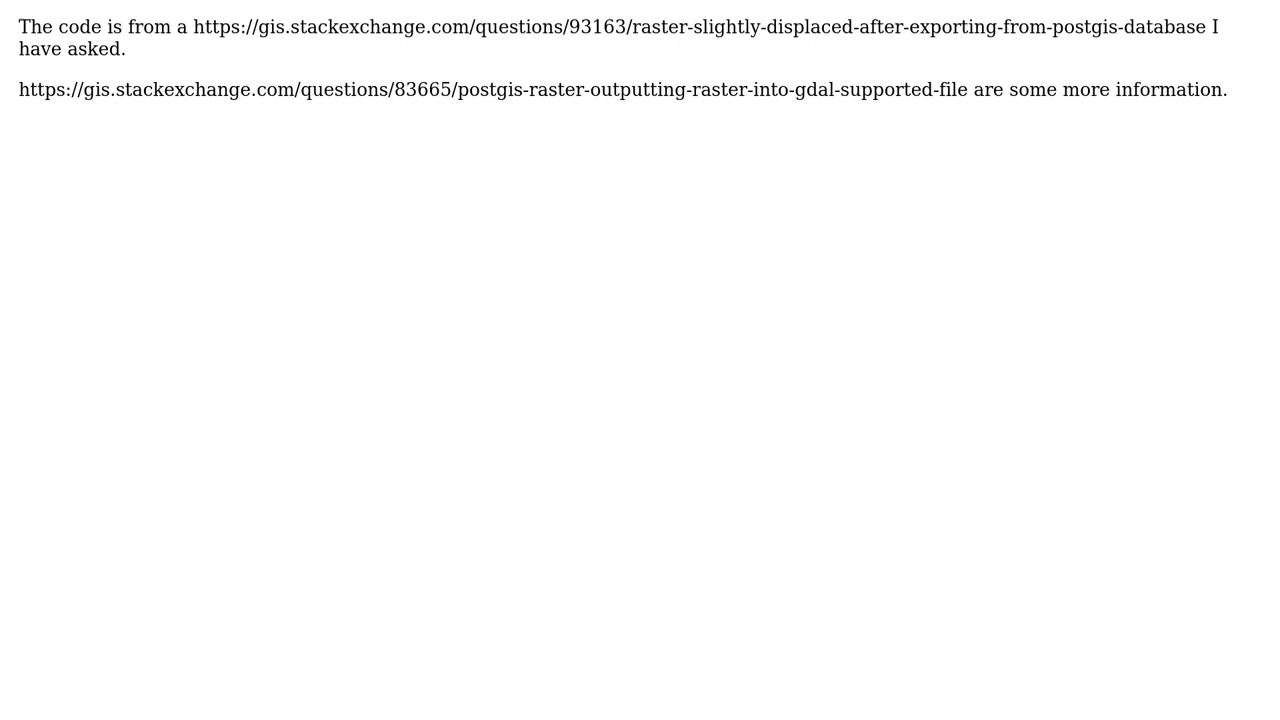 The code is from a https://gis.stackexchange.com/questions/93163/raster-slightly-displaced-after-exporting-from-postgis-database I
have asked.
https://gis.stackexchange.com/questions/83665/postgis-raster-outputting-raster-into-gdal-supported-file are some more information.